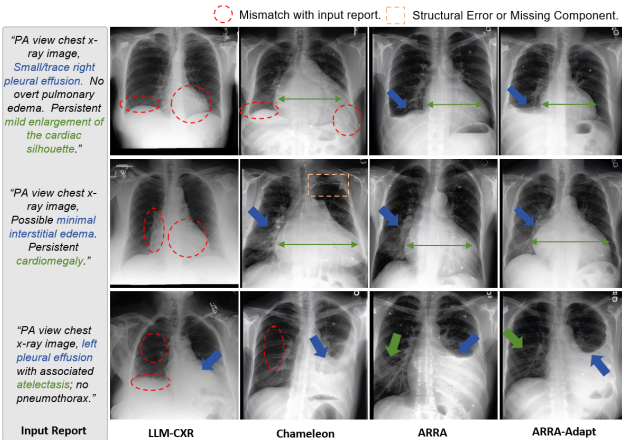 Mismatch with input report.
Structural Error or Missing Component.
"PA view chest x-
ray image,
Small/trace right
pleural effusion. No
overt pulmonary
edema. Persistent
mild enlargement of
the cardiac
silhouette."
"PA view chest x-
ray image,
Possible minimal
interstitial edema.
Persistent
cardiomegaly."
"PA view chest
x-ray image, left
pleural effusion
with associated
atelectasis; no
pneumothorax."
Input Report
LLM-CXR
Chameleon
ARRA
ARRA-Adapt